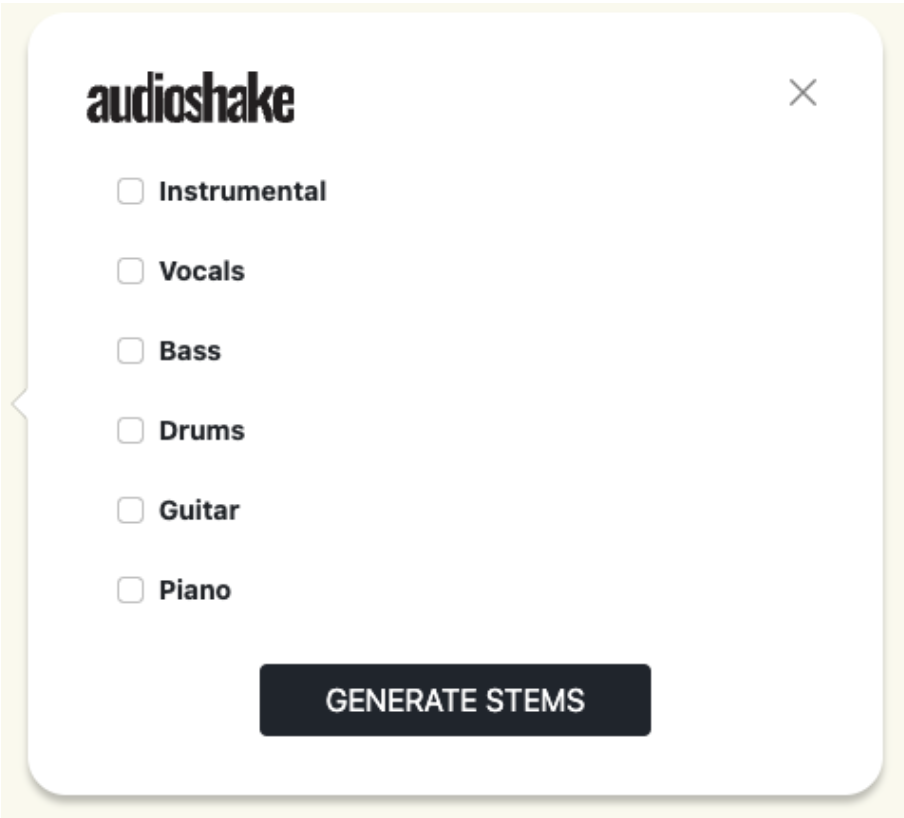 audioshake
Instrumental
Vocals
Bass
Drums
Guitar
Piano
GENERATE STEMS